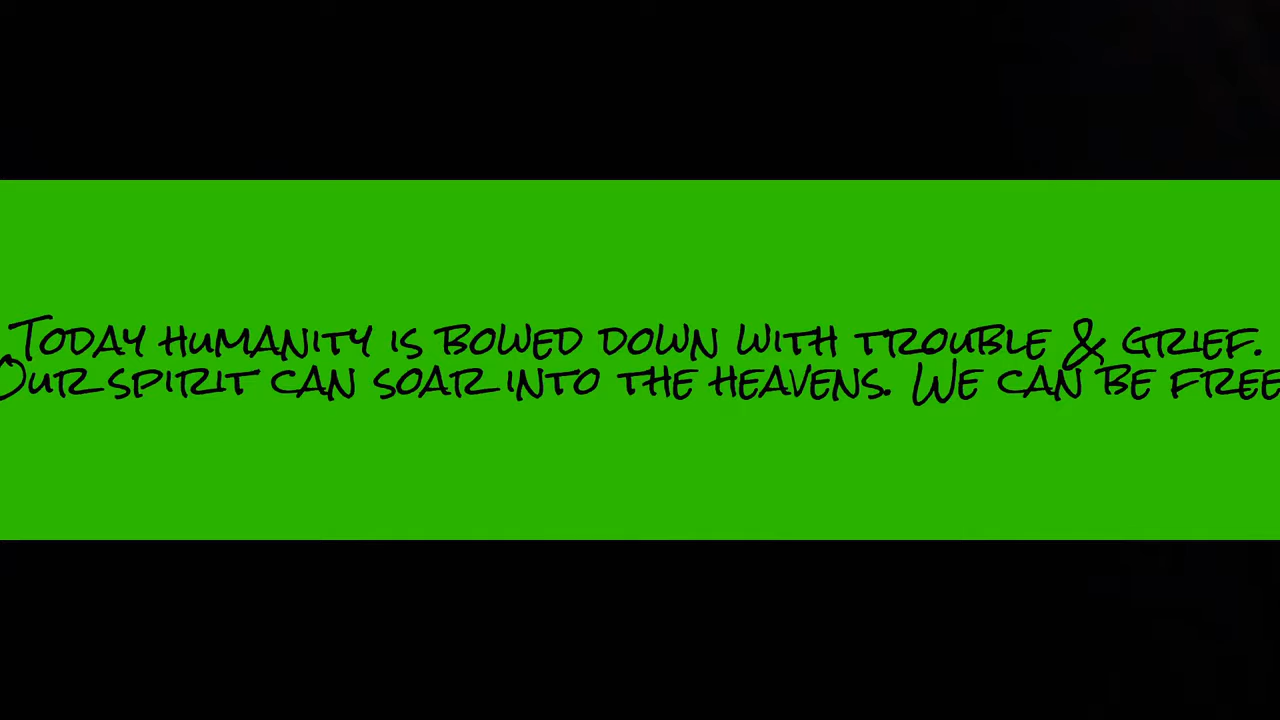 Today humanity is bowed down with trouble & grief.
Our spirit can soar into the heavens. We can be free